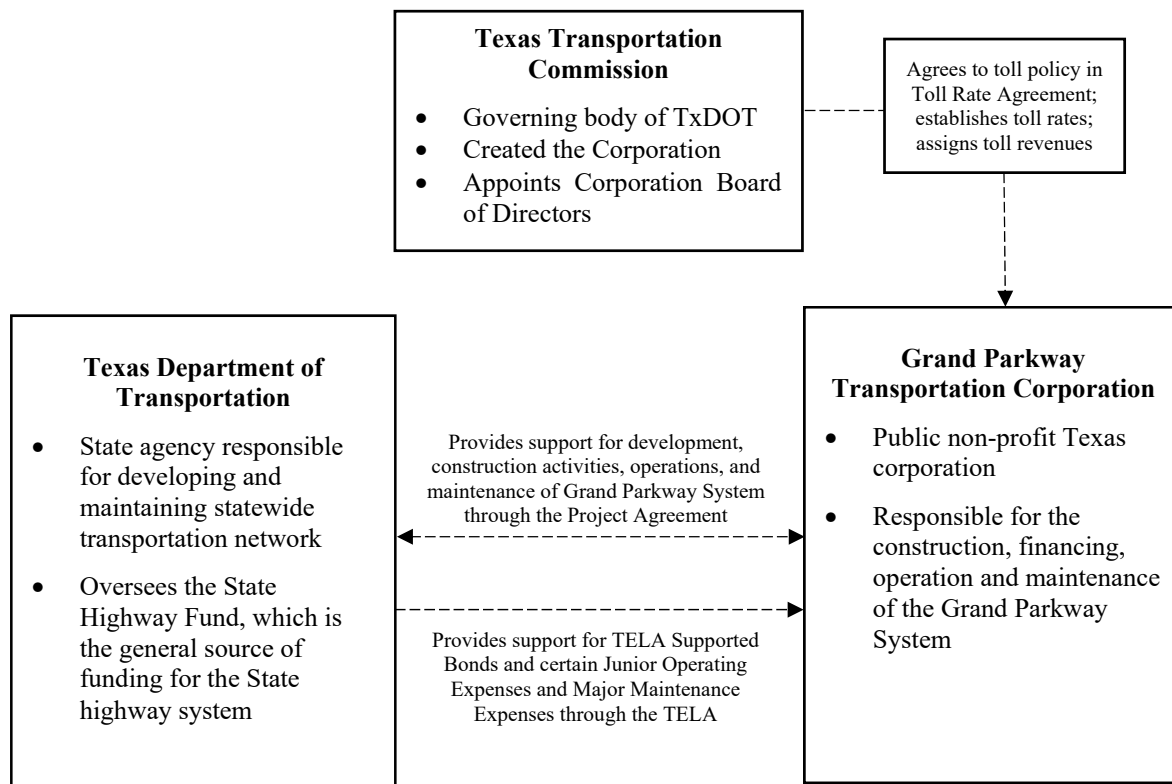 Texas Transportation
Commission
• Governing body of TxDOT
• Created the Corporation
• Appoints Corporation Board
of Directors
Agrees to toll policy in
Toll Rate Agreement;
establishes toll rates;
assigns toll revenues
Texas Department of
Transportation
• State agency responsible
for developing and
maintaining statewide
transportation network
• Oversees the State
Highway Fund, which is
the general source of
funding for the State
highway system
Provides support for development,
construction activities, operations, and
maintenance of Grand Parkway System
through the Project Agreement
Provides support for TELA Supported
Bonds and certain Junior Operating
Expenses and Major Maintenance
Expenses through the TELA
Grand Parkway
Transportation Corporation
• Public non-profit Texas
corporation
• Responsible for the
construction, financing,
operation and maintenance
of the Grand Parkway
System